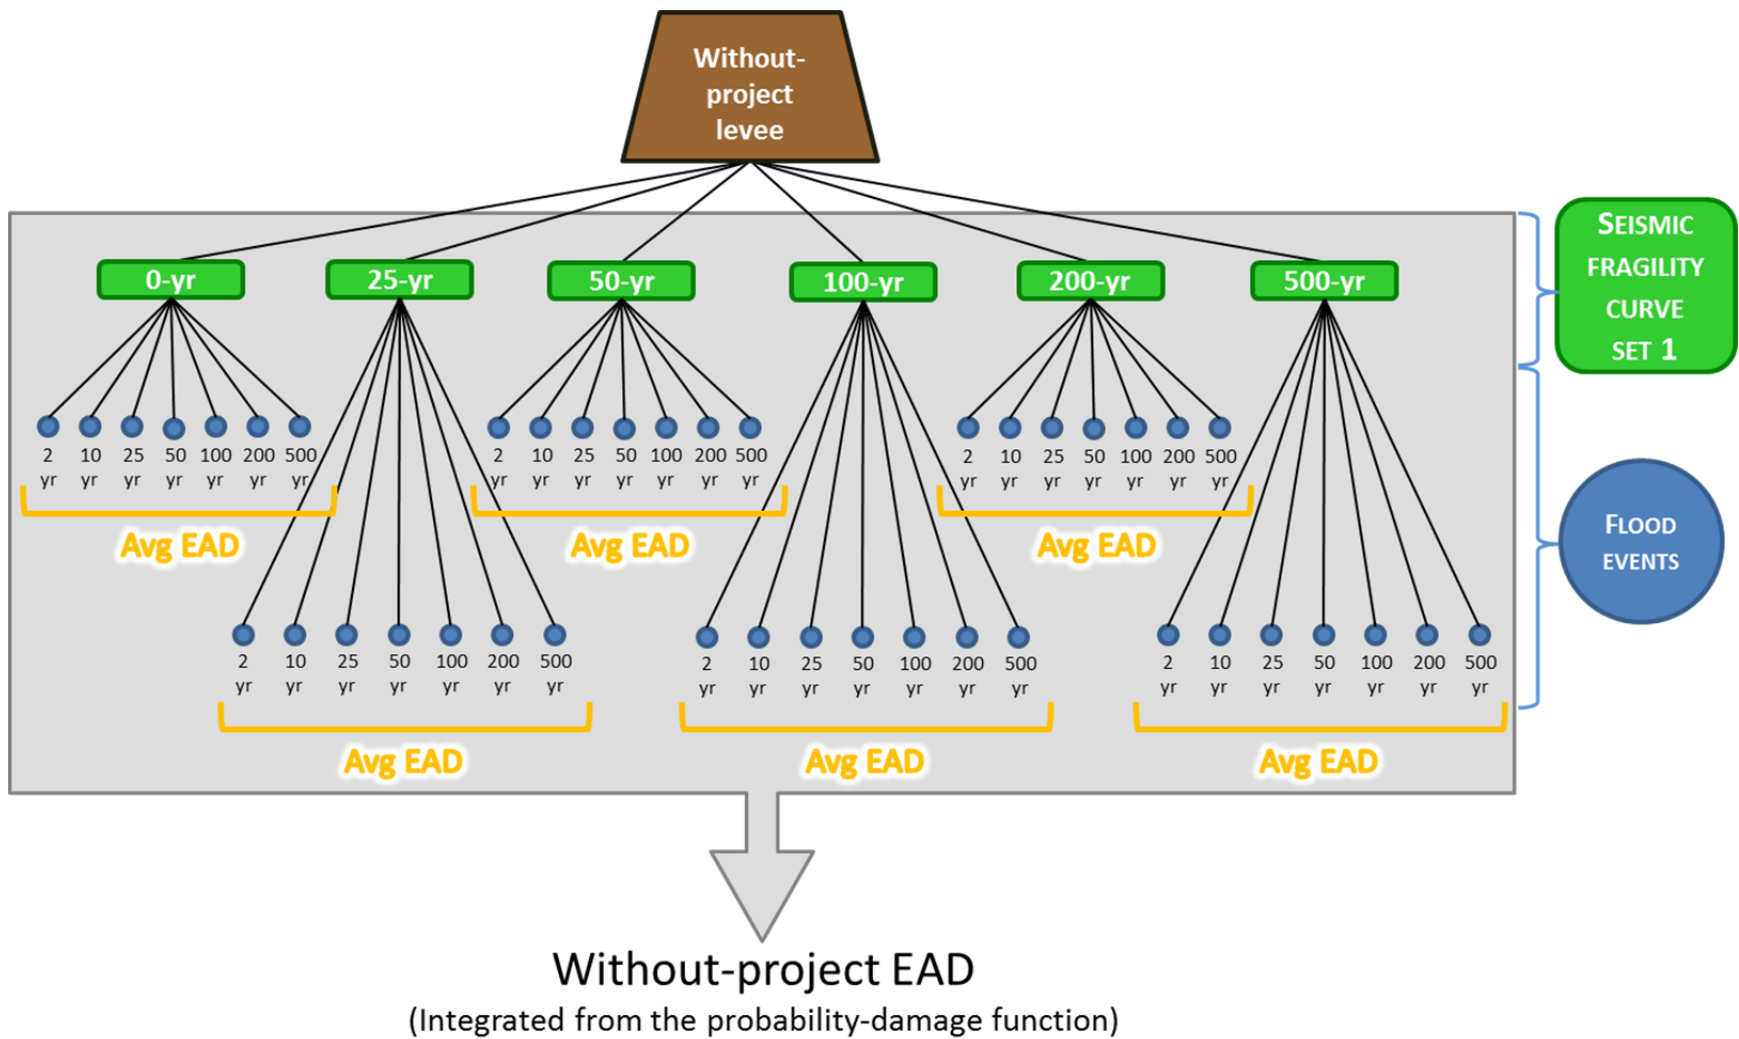 Without-
project
levee
SEISMIC
FRAGILITY
CURVE
SET 1
0-yr 25-yr 50-yr 100-yr 200-yr 500-yr
2 10 25 50 100 200 500
yr yr yr yr yr yr yr
Avg EAD
2 10 25 50 100 200 500
yr yr yr yr yr yr yr
Avg EAD
2 10 25 50 100 200 500
yr yr yr yr yr yr yr
Avg EAD
FLOOD
EVENTS
2 10 25 50 100 200 500
yr yr yr yr yr yr yr
Avg EAD
2 10 25 50 100 200 500
yr yr yr yr yr yr yr
Avg EAD
2 10 25 50 100 200 500
yr yr yr yr yr yr yr
Avg EAD
Without-project EAD
(Integrated from the probability-damage function)